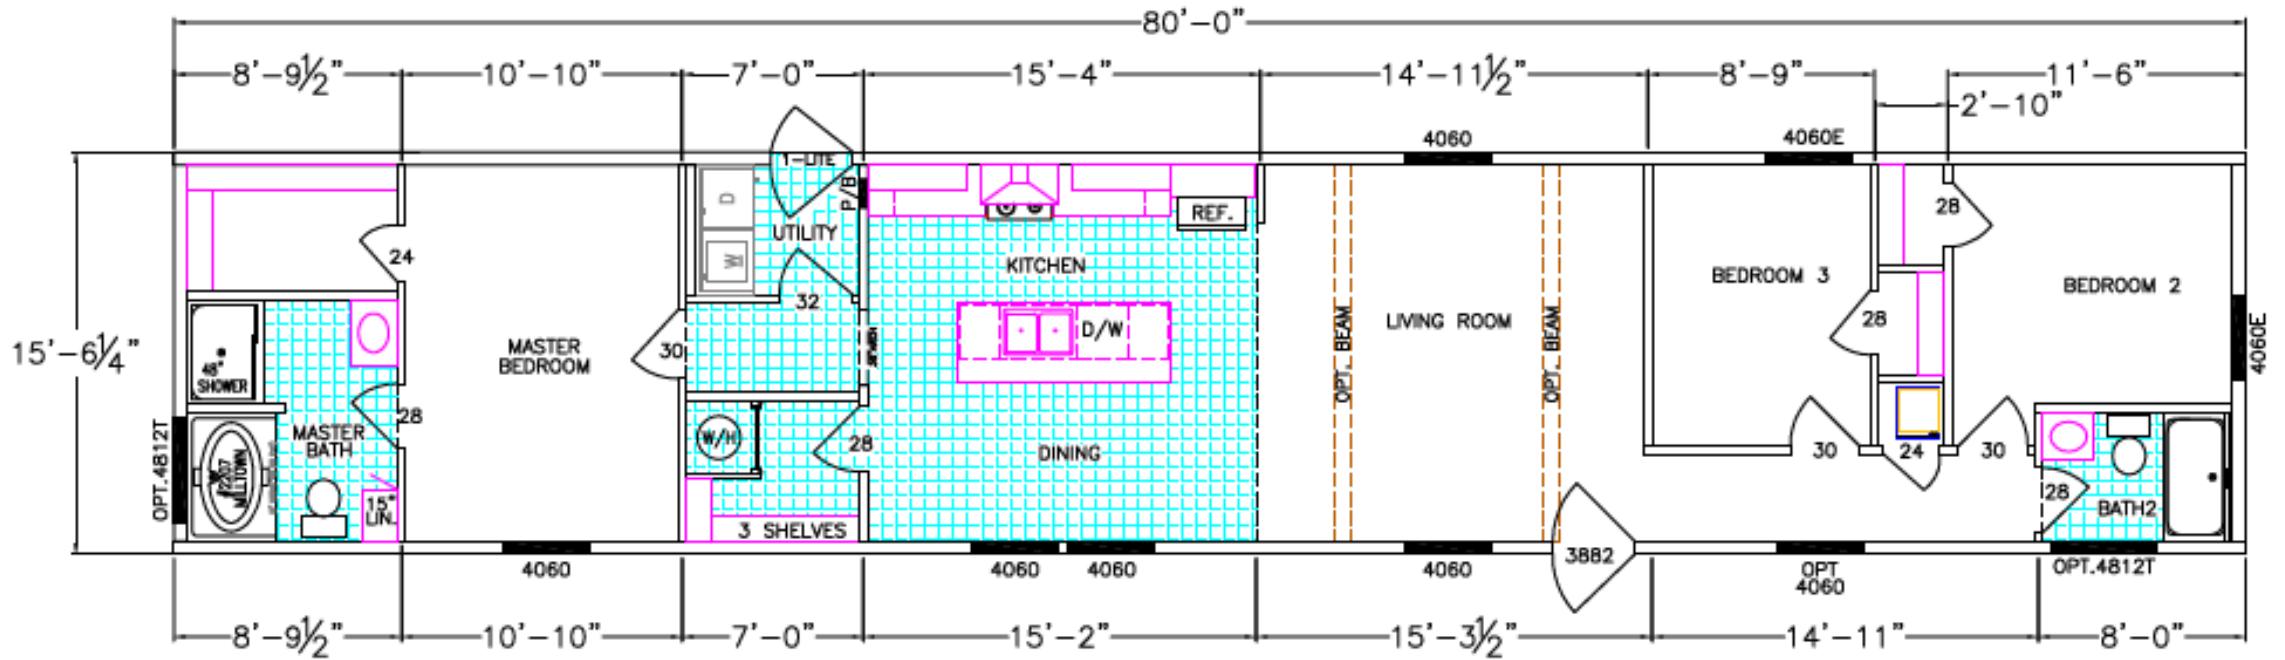 80'-0"
8'-9½"
10'-10"
7'-0"
15'-4"
14'-11½"
8'-9"
11'-6"
2'-10"
4060
4060E
1-LITE
P/B
D
W
UTILITY
REF.
28
24
KITCHEN
BEDROOM 3
BEDROOM 2
32
15'-6¼"
MASTER
BEDROOM
30
D/W
OPT. BEAM
LIVING ROOM
OPT. BEAM
28
4060E
48"
SHOWER
28
MASTER
BATH
W/H
28
DINING
30
24
30
OPT.4812T
42X07
MILLTOWN
15"
LIN.
3 SHELVES
28
BATH2
3882
4060
4060
4060
4060
OPT
4060
OPT.4812T
8'-9½"
10'-10"
7'-0"
15'-2"
15'-3½"
14'-11"
8'-0"